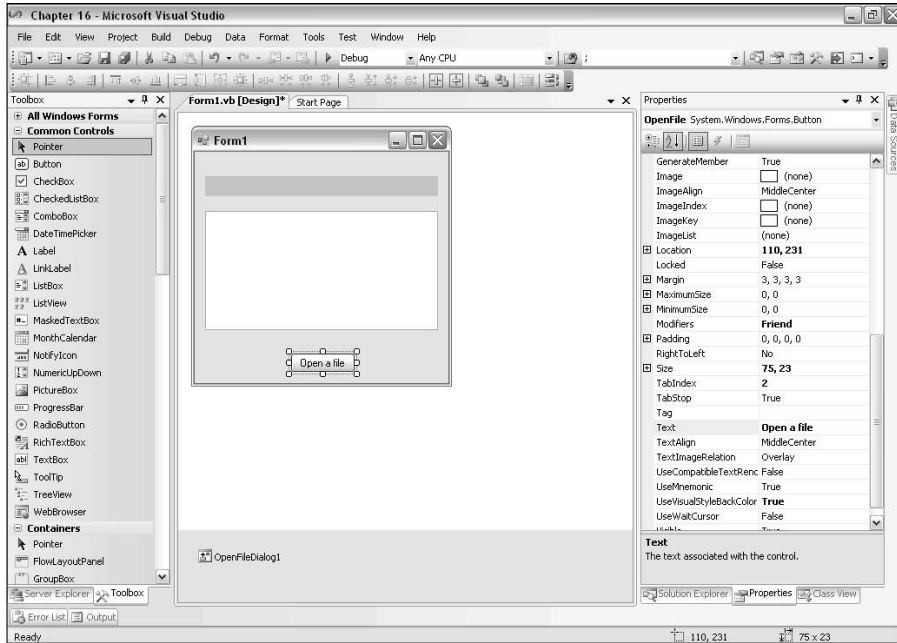 Chapter 16 - Microsoft Visual Studio
File Edit View Project Build Debug Data Format Tools Test Window Help
Debug Any CPU ;
Toolbox
All Windows Forms
Common Controls
Pointer
Button
CheckBox
CheckedListBox
ComboBox
DateTimePicker
A Label
A LinkLabel
ListBox
ListView
MaskedTextBox
MonthCalendar
NotifyIcon
NumericUpDown
PictureBox
ProgressBar
RadioButton
RichTextBox
abl TextBox
ToolTip
TreeView
WebBrowser
Containers
Pointer
FlowLayoutPanel
GroupBox
Server Explorer Toolbox
Form1.vb [Design]* Start Page
Form1
Open a file
OpenFileDialog1
Properties
OpenFile System.Windows.Forms.Button
GenerateMember True
Image (none)
ImageAlign MiddleCenter
ImageIndex (none)
ImageKey (none)
ImageList (none)
Location 110, 231
Locked False
Margin 3, 3, 3, 3
MaximumSize 0, 0
MinimumSize 0, 0
Modifiers Friend
Padding 0, 0, 0, 0
RightToLeft No
Size 75, 23
TabIndex 2
TabStop True
Tag
Text Open a file
TextAlign MiddleCenter
TextImageRelation Overlay
UseCompatibleTextRenc False
UseMnemonic True
UseVisualStyleBackColor True
UseWaitCursor False
Visible True
Text
The text associated with the control.
Solution Explorer Properties Class View
Data Sources
Error List Output
Ready 110, 231 75 x 23